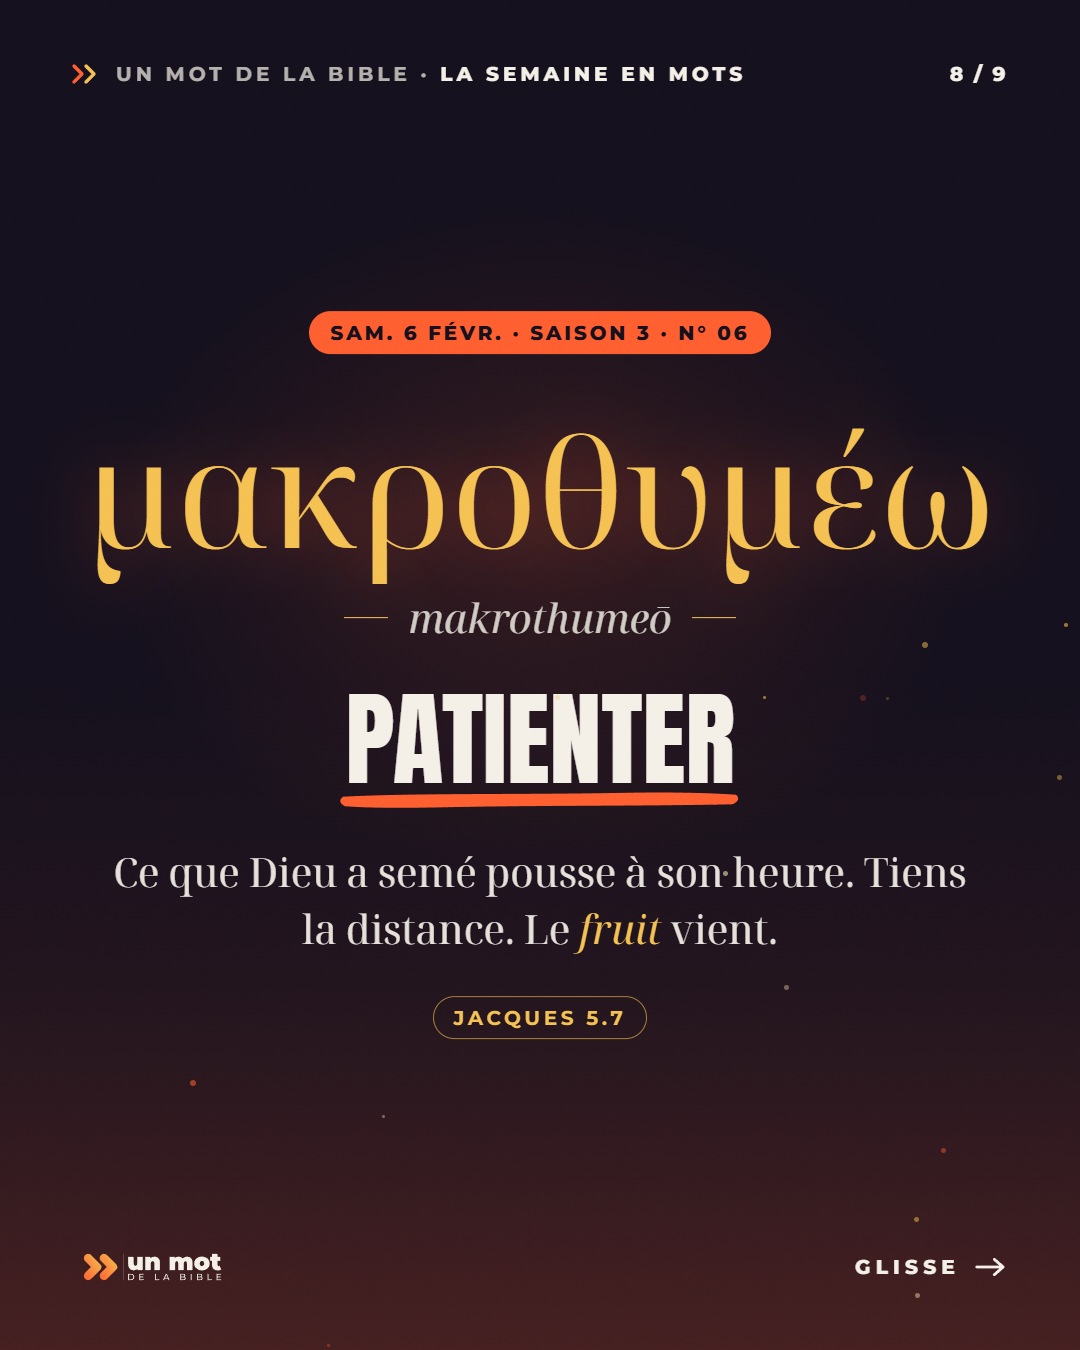 UN MOT DE LA BIBLE · LA SEMAINE EN MOTS
8 / 9
SAM. 6 FÉVR. · SAISON 3 · N° 06
μακροθυμέω
makrothumeō
PATIENTER
Ce que Dieu a semé pousse à son heure. Tiens
la distance. Le fruit vient.
JACQUES 5.7
un mot
DE LA BIBLE
GLISSE →